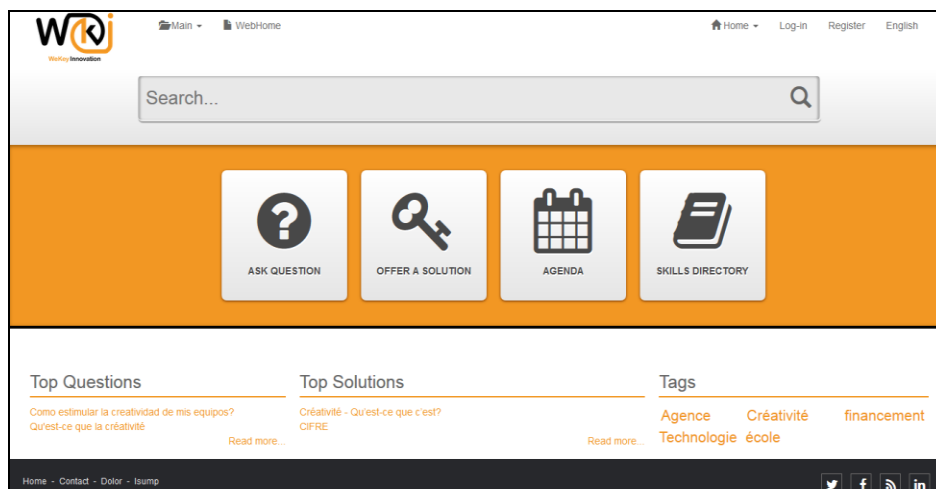 WKi
WeKey Innovation
Main
WebHome
Home
Log-in
Register
English
Search...
ASK QUESTION
OFFER A SOLUTION
AGENDA
SKILLS DIRECTORY
Top Questions
Como estimular la creatividad de mis equipos?
Qu'est-ce que la créativité
Read more...
Top Solutions
Créativité - Qu'est-ce que c'est?
CIFRE
Read more...
Tags
Agence Créativité financement
Technologie école
Home - Contact - Dolor - Isump